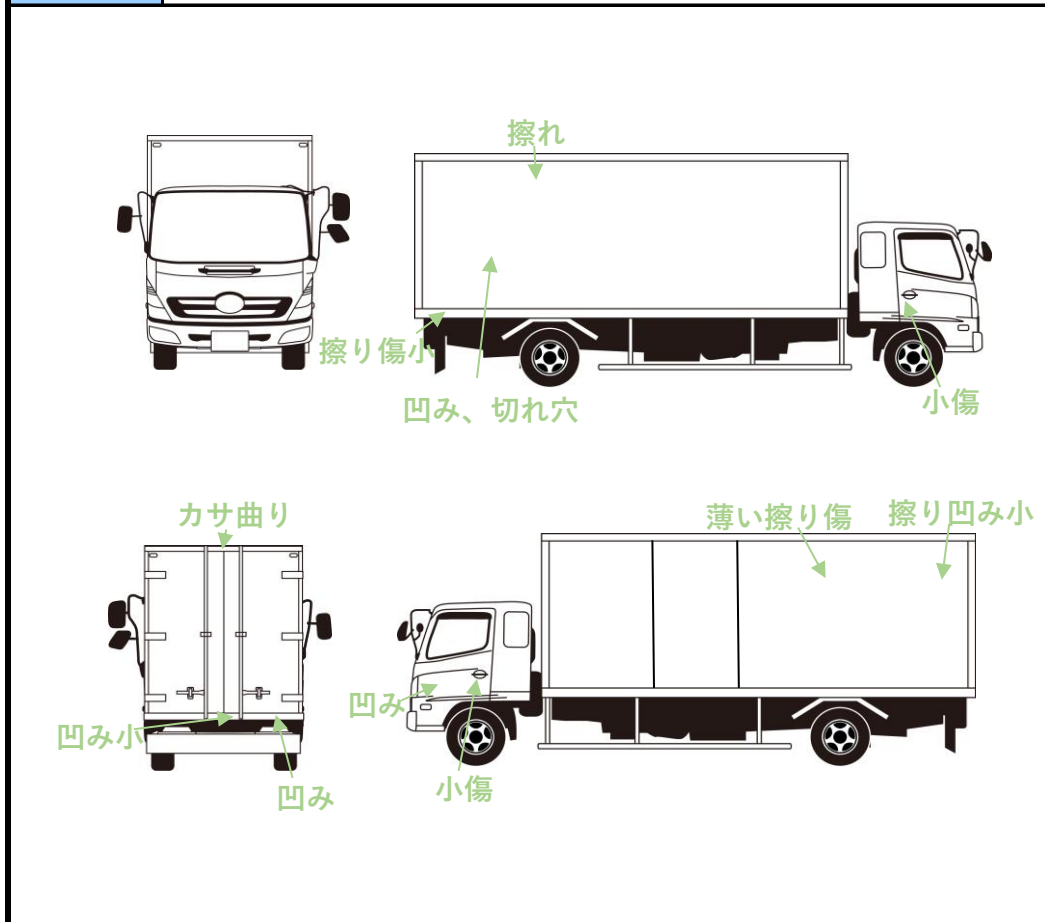 擦れ
擦り傷小
凹み、切れ穴
小傷
カサ曲り
薄い擦り傷
擦り凹み小
凹み
凹み小
小傷
凹み